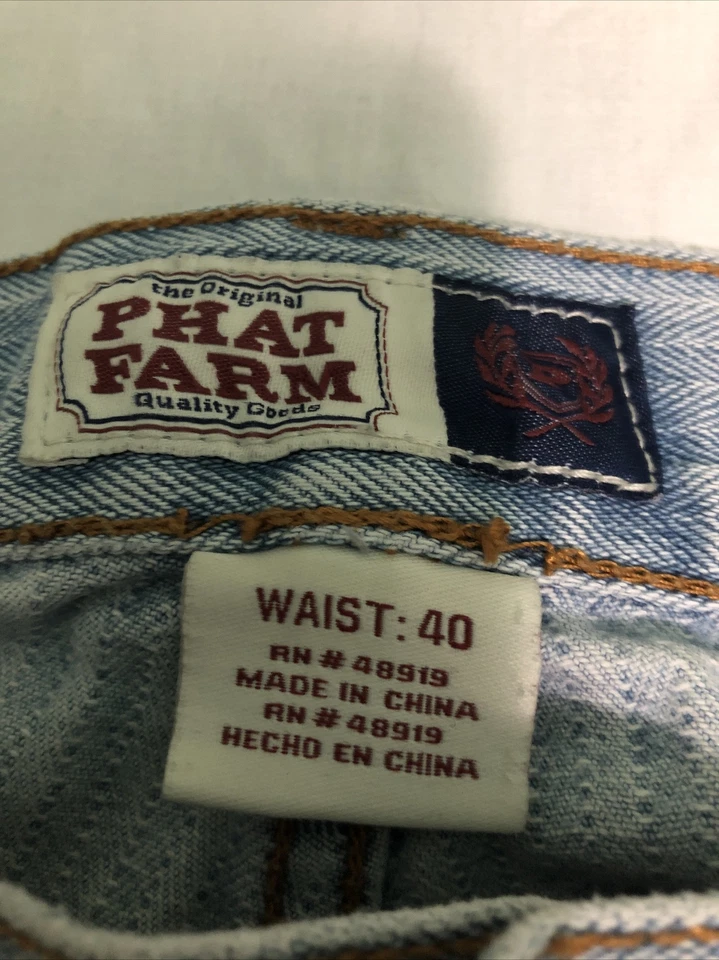 the Original
PHAT
FARM
Quality Goods
WAIST: 40
RN # 48919
MADE IN CHINA
RN # 48919
HECHO EN CHINA